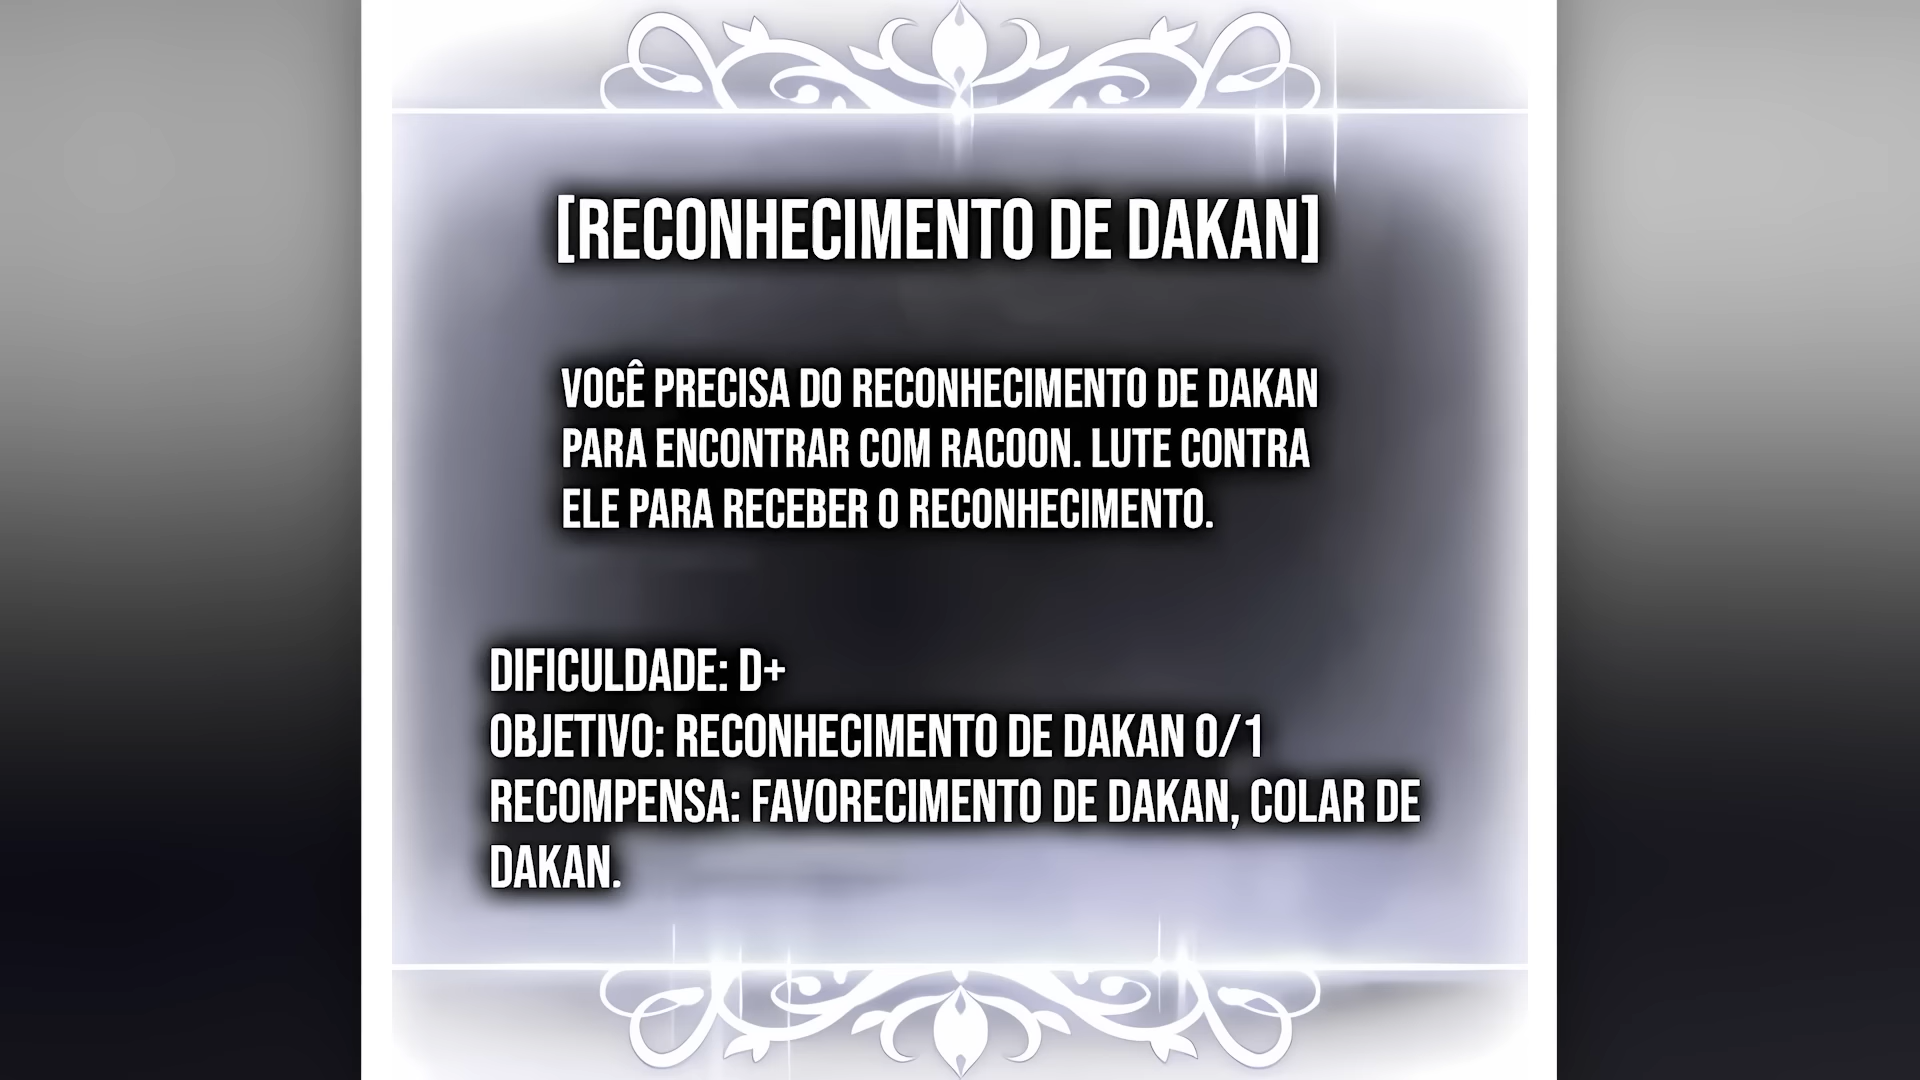 [RECONHECIMENTO DE DAKAN]
VOCÊ PRECISA DO RECONHECIMENTO DE DAKAN
PARA ENCONTRAR COM RACOON. LUTE CONTRA
ELE PARA RECEBER O RECONHECIMENTO.
DIFICULDADE: D+
OBJETIVO: RECONHECIMENTO DE DAKAN 0/1
RECOMPENSA: FAVORECIMENTO DE DAKAN, COLAR DE
DAKAN.